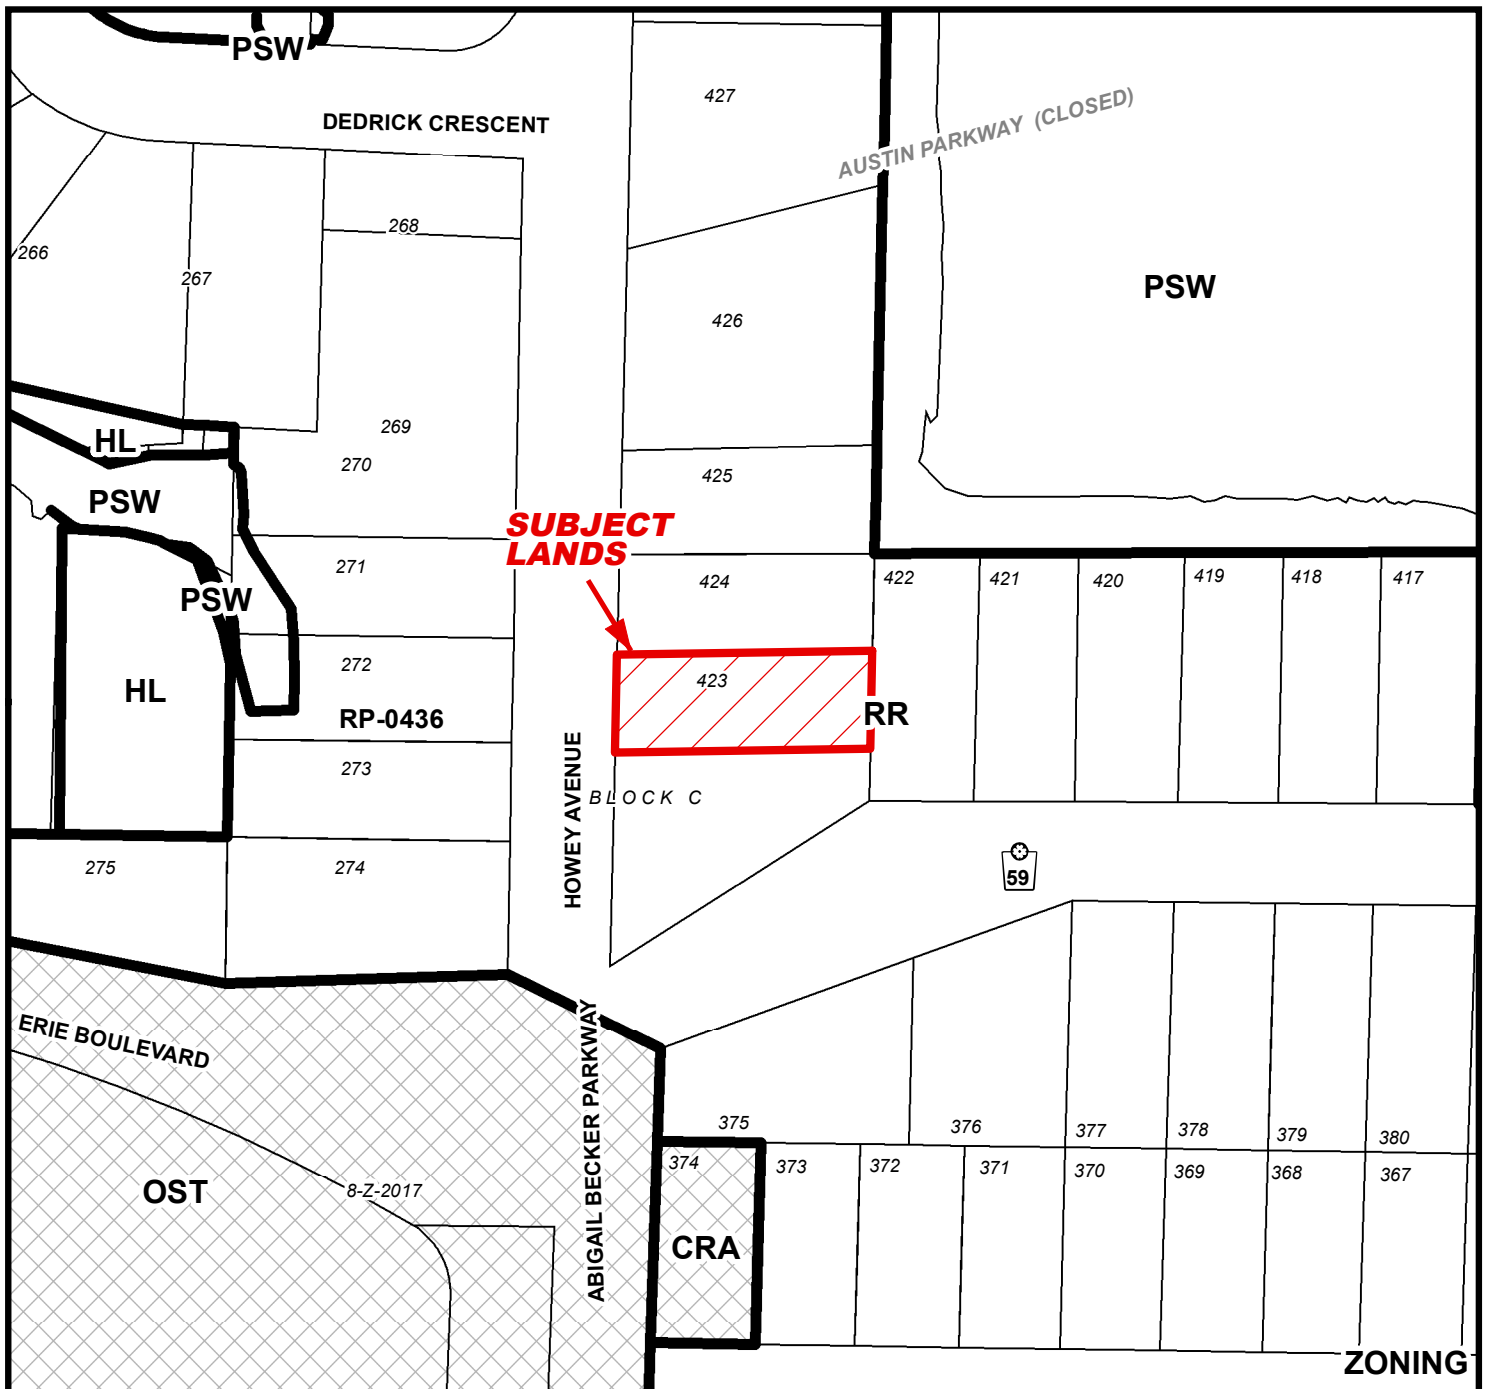 PSW
427
DEDRICK CRESCENT
AUSTIN PARKWAY (CLOSED)
268
266
267
PSW
426
269
HL
270
425
PSW
SUBJECT
LANDS
271
424
422
421
420
419
418
417
PSW
272
423
HL
RP-0436
RR
273
HOWEY AVENUE
BLOCK C
275
274
59
ERIE BOULEVARD
ABIGAIL BECKER PARKWAY
375
376
377
378
379
380
374
373
372
371
370
369
368
367
OST
8-Z-2017
CRA
ZONING